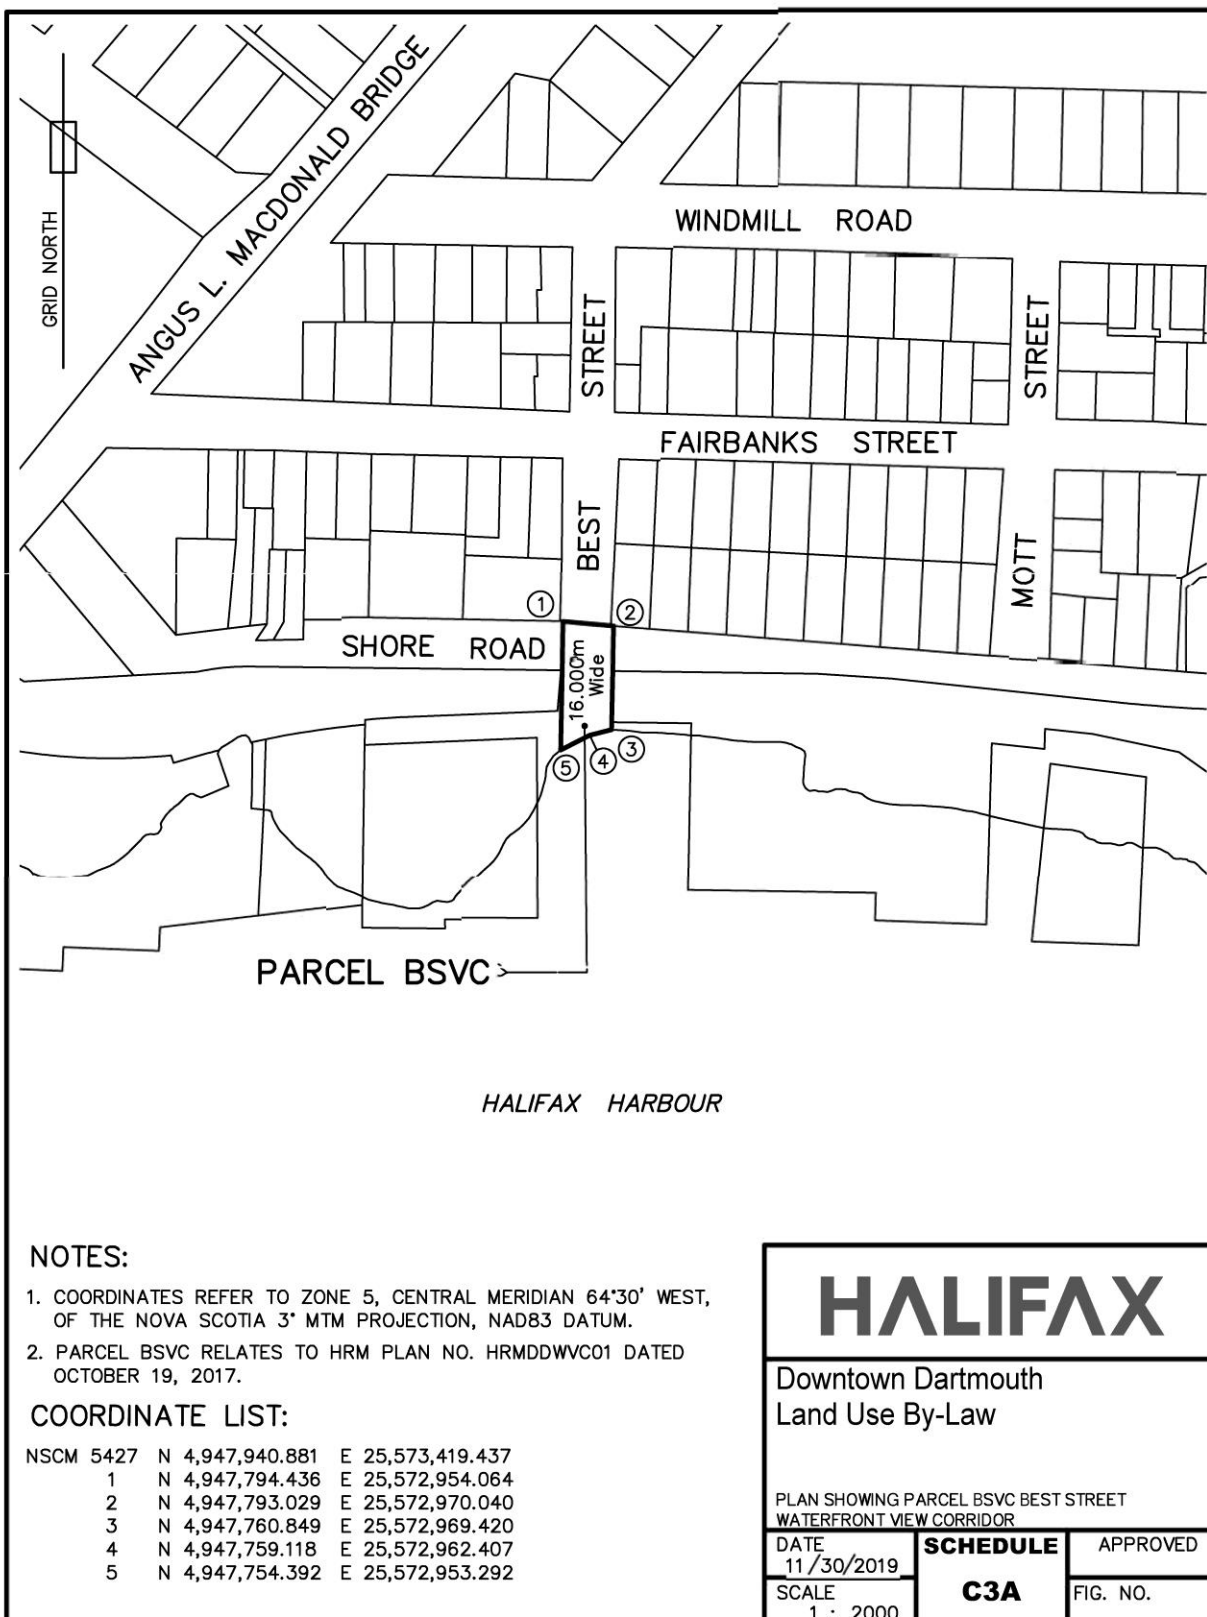 ANGUS L. MACDONALD BRIDGE
GRID NORTH
WINDMILL ROAD
STREET
STREET
FAIRBANKS STREET
BEST
MOTT
1
2
SHORE ROAD
16.000m
Wide
3
4
5
PARCEL BSVC
HALIFAX HARBOUR
NOTES:
1. COORDINATES REFER TO ZONE 5, CENTRAL MERIDIAN 64°30' WEST,
OF THE NOVA SCOTIA 3° MTM PROJECTION, NAD83 DATUM.
2. PARCEL BSVC RELATES TO HRM PLAN NO. HRMDDWVC01 DATED
OCTOBER 19, 2017.
COORDINATE LIST:
NSCM 5427 N 4,947,940.881 E 25,573,419.437
1 N 4,947,794.436 E 25,572,954.064
2 N 4,947,793.029 E 25,572,970.040
3 N 4,947,760.849 E 25,572,969.420
4 N 4,947,759.118 E 25,572,962.407
5 N 4,947,754.392 E 25,572,953.292
HALIFAX
Downtown Dartmouth
Land Use By-Law
PLAN SHOWING PARCEL BSVC BEST STREET
WATERFRONT VIEW CORRIDOR
DATE
11/30/2019
SCHEDULE
C3A
APPROVED
SCALE
1 : 2000
FIG. NO.